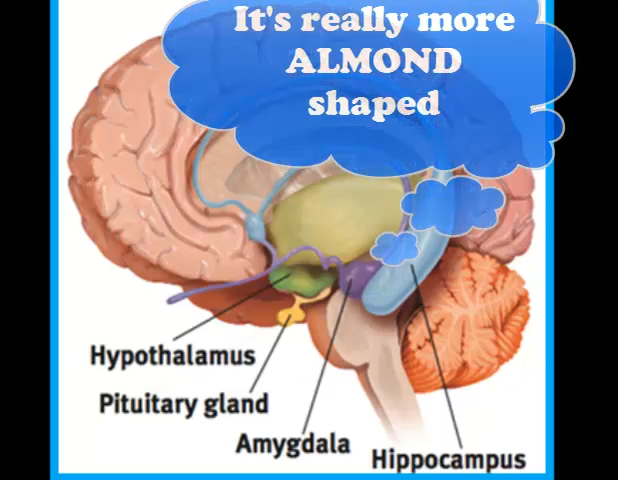 It's really more
ALMOND
shaped
Hypothalamus
Pituitary gland
Amygdala
Hippocampus